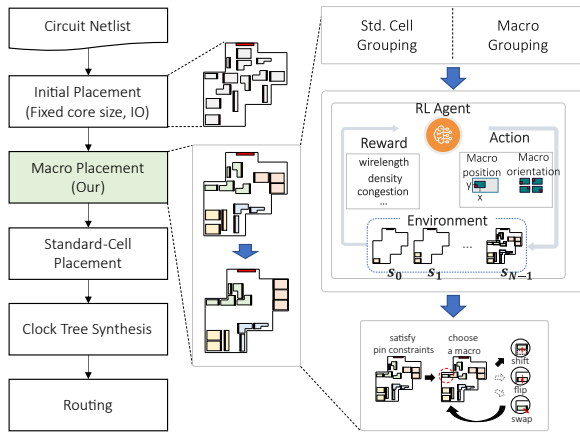 Circuit Netlist
Initial Placement
(Fixed core size, IO)
Macro Placement
(Our)
Standard-Cell
Placement
Clock Tree Synthesis
Routing
Std. Cell
Grouping
Macro
Grouping
RL Agent
Reward
wirelength
density
congestion
...
Action
Macro
position
y
x
Macro
orientation
Environment
...
S0
S1
SN−1
satisfy
pin constraints
choose
a macro
shift
flip
swap